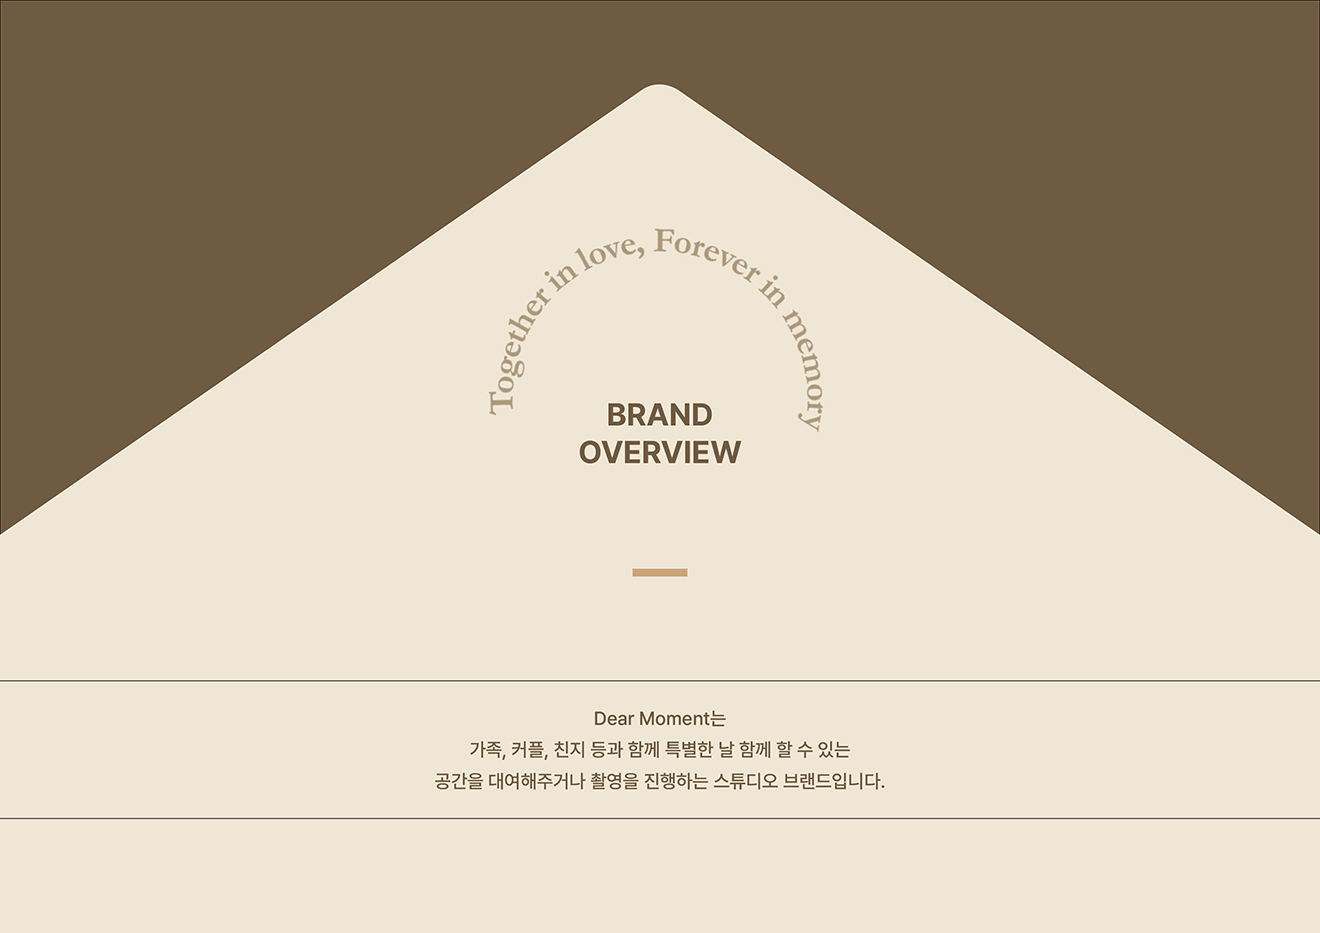 Together in love, Forever in memory
BRAND
OVERVIEW
Dear Moment는
가족, 커플, 친지 등과 함께 특별한 날 함께 할 수 있는
공간을 대여해주거나 촬영을 진행하는 스튜디오 브랜드입니다.